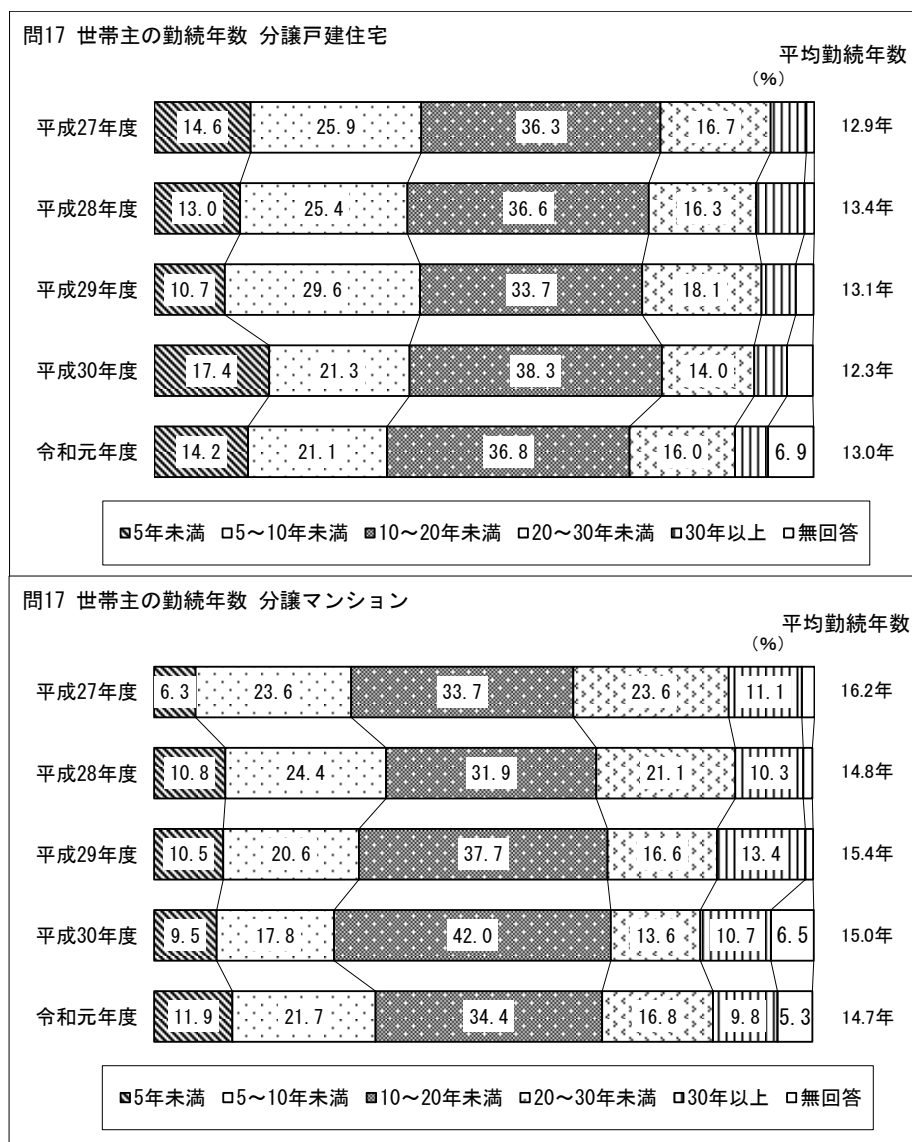 問17 世帯主の勤続年数 分譲戸建住宅
平均勤続年数
(%)
平成27年度 14.6 25.9 36.3 16.7 12.9年
平成28年度 13.0 25.4 36.6 16.3 13.4年
平成29年度 10.7 29.6 33.7 18.1 13.1年
平成30年度 17.4 21.3 38.3 14.0 12.3年
令和元年度 14.2 21.1 36.8 16.0 6.9 13.0年
5年未満 5～10年未満 10～20年未満 20～30年未満 30年以上 無回答
問17 世帯主の勤続年数 分譲マンション
平均勤続年数
(%)
平成27年度 6.3 23.6 33.7 23.6 11.1 16.2年
平成28年度 10.8 24.4 31.9 21.1 10.3 14.8年
平成29年度 10.5 20.6 37.7 16.6 13.4 15.4年
平成30年度 9.5 17.8 42.0 13.6 10.7 6.5 15.0年
令和元年度 11.9 21.7 34.4 16.8 9.8 5.3 14.7年
5年未満 5～10年未満 10～20年未満 20～30年未満 30年以上 無回答